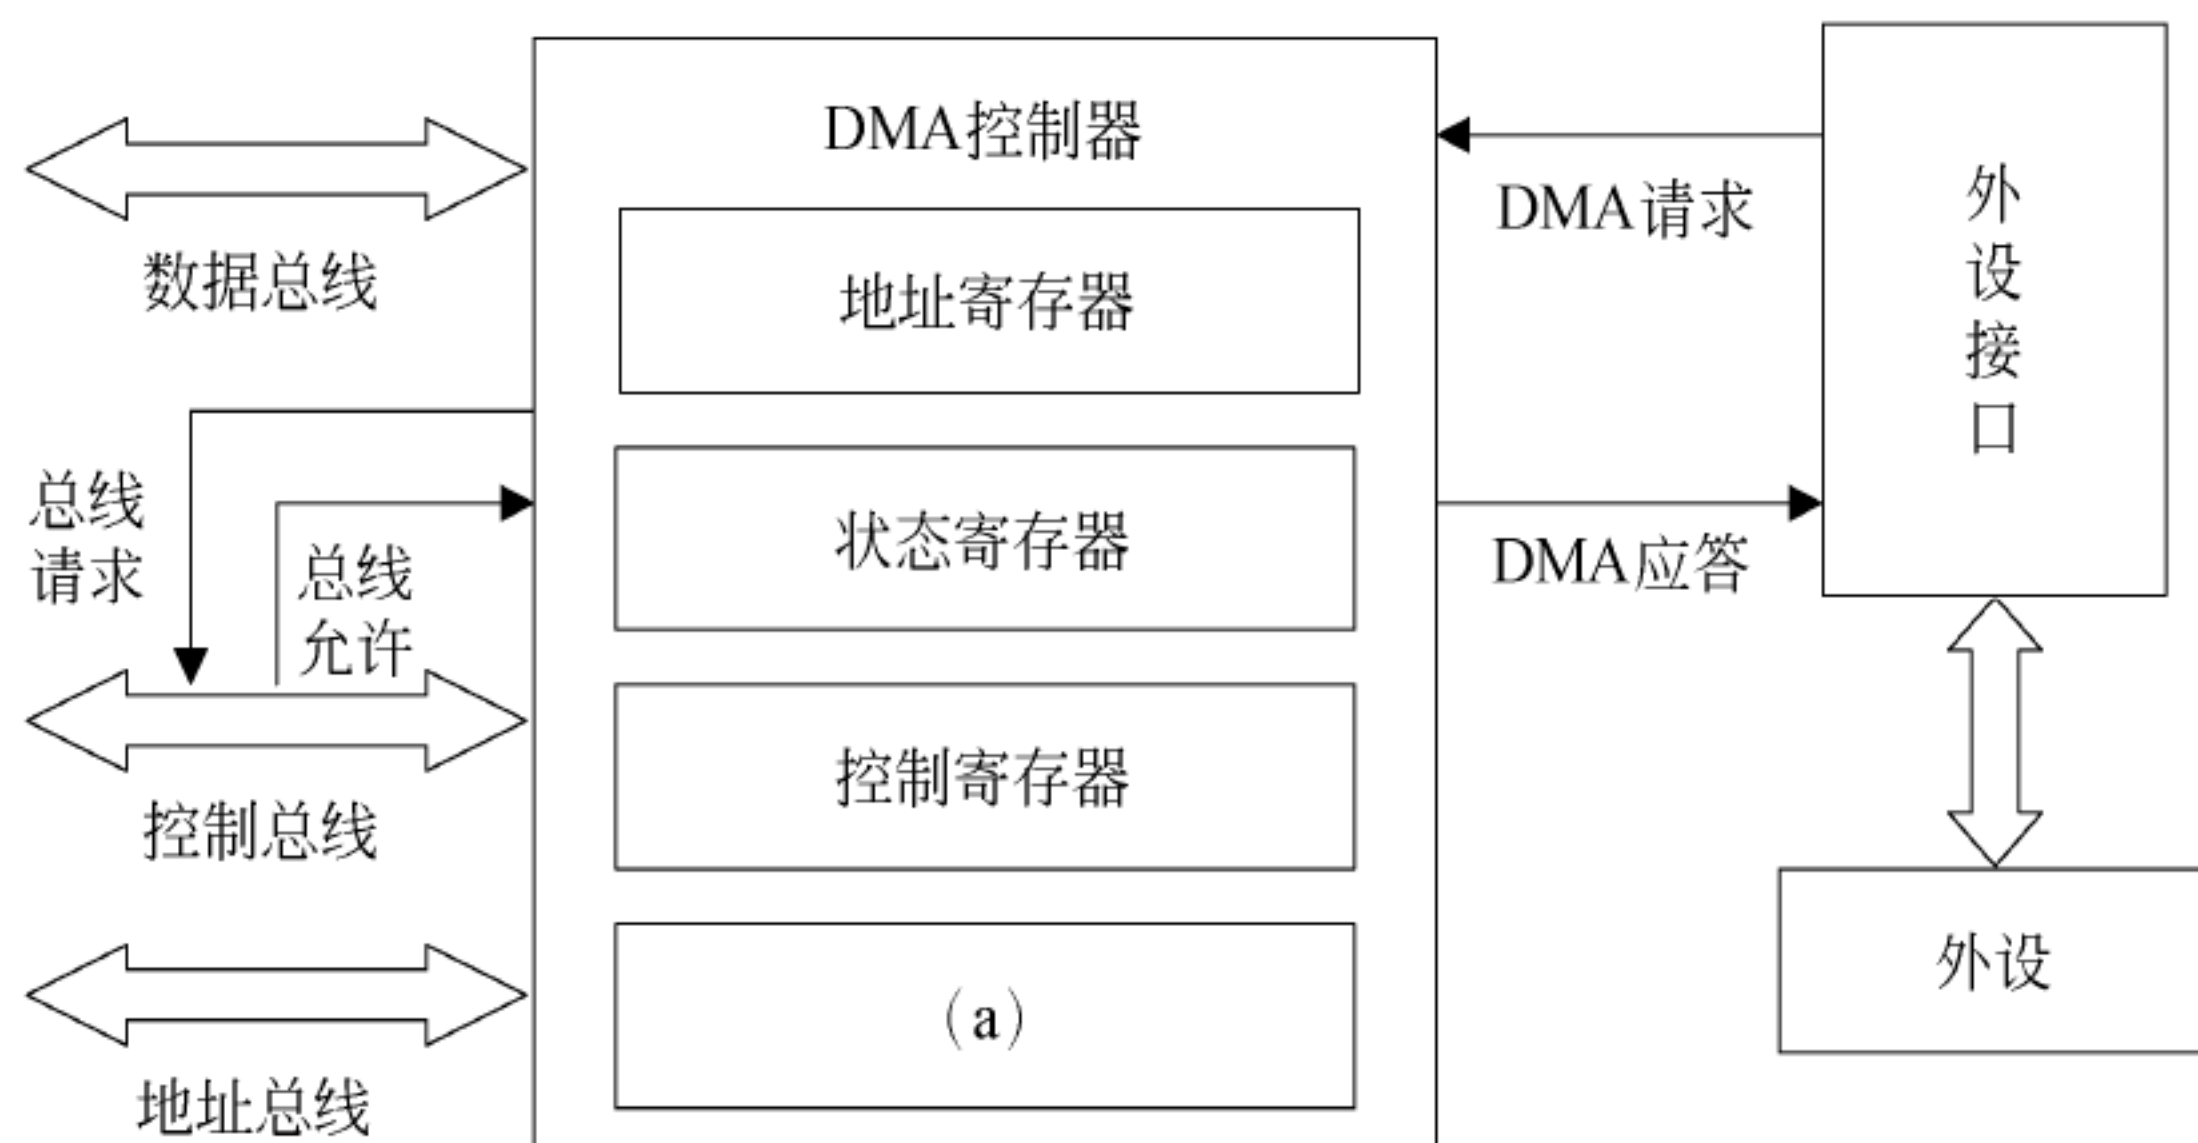 DMA控制器
数据总线
地址寄存器
DMA请求
外
设
接
口
总线
请求
总线
允许
状态寄存器
DMA应答
控制总线
控制寄存器
地址总线
(a)
外设